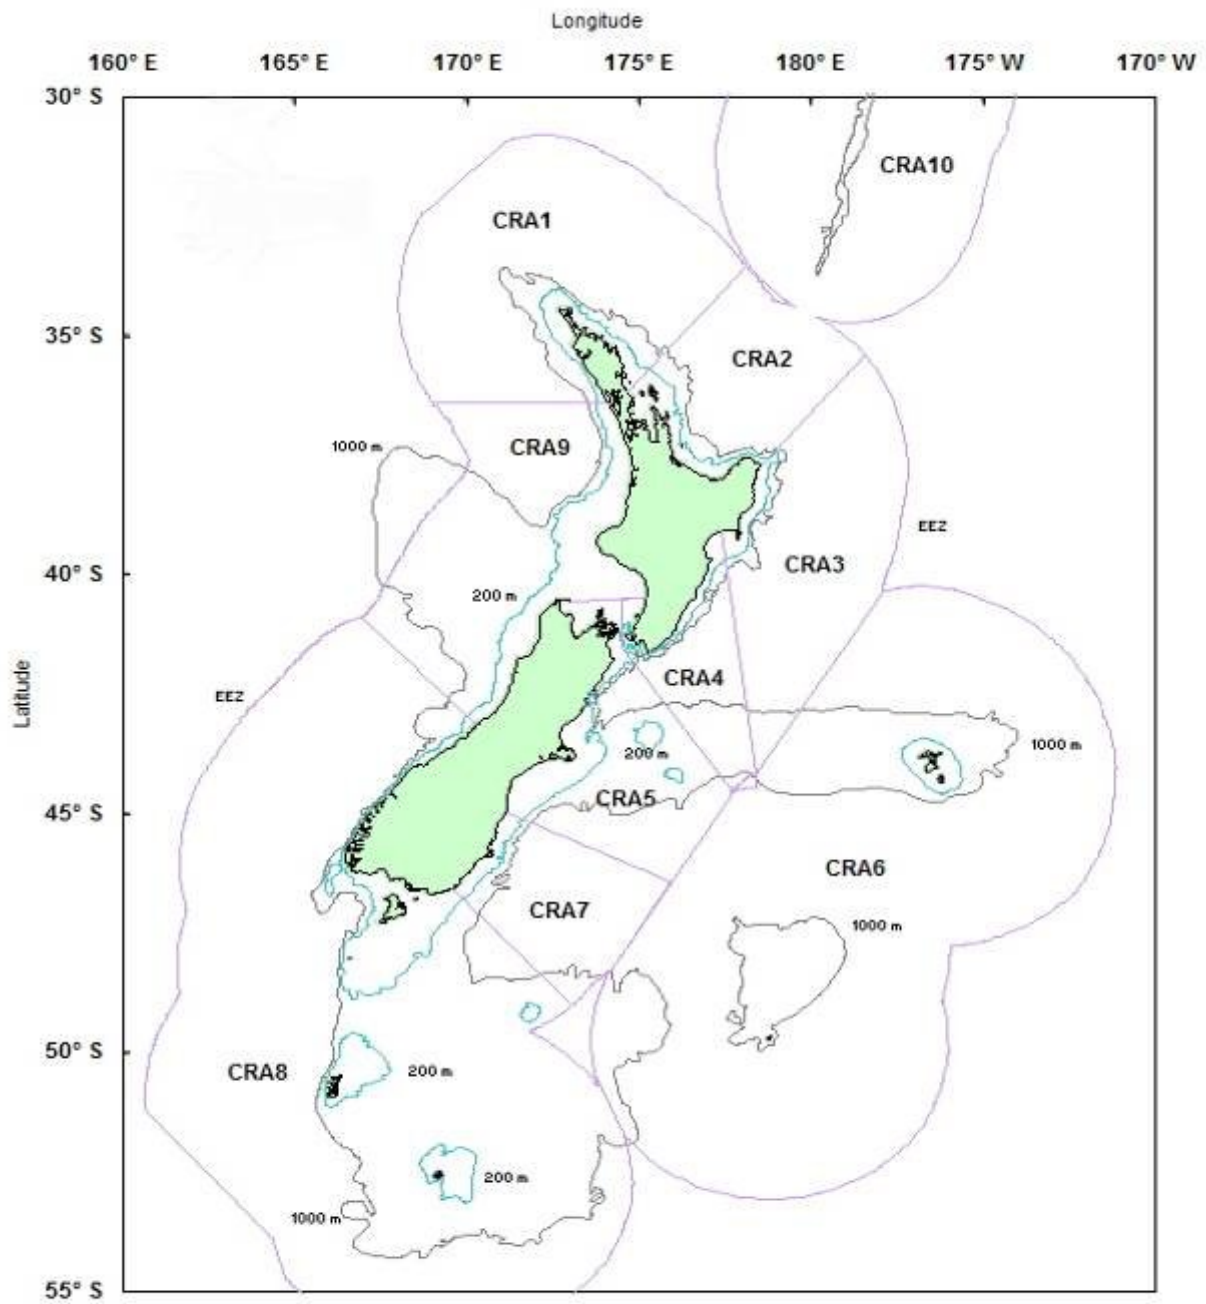 Longitude
160° E 165° E 170° E 175° E 180° E 175° W 170° W
30° S
CRA10
CRA1
35° S
CRA2
1000 m
CRA9
EEZ
CRA3
40° S
200 m
Latitude
CRA4
EEZ
1000 m
200 m
CRA5
45° S
CRA6
CRA7
1000 m
50° S
CRA8
200 m
200 m
1000 m
55° S